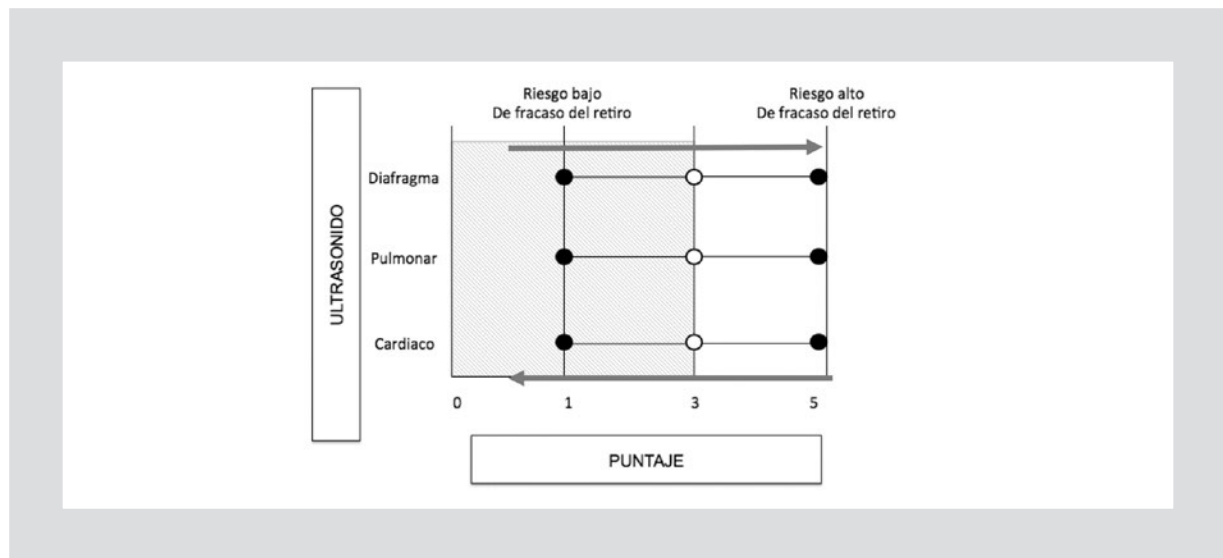 Riesgo bajo
De fracaso del retiro
Riesgo alto
De fracaso del retiro
ULTRASONIDO
Diafragma
Pulmonar
Cardiaco
0 1 3 5
PUNTAJE